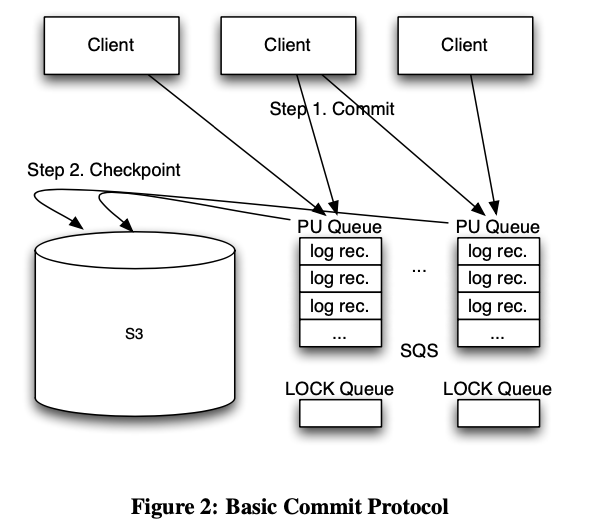 Client
Client
Client
Step 1. Commit
Step 2. Checkpoint
PU Queue
PU Queue
log rec.
log rec.
log rec.
...
log rec.
log rec.
log rec.
...
...
S3
SQS
LOCK Queue
LOCK Queue
Figure 2: Basic Commit Protocol